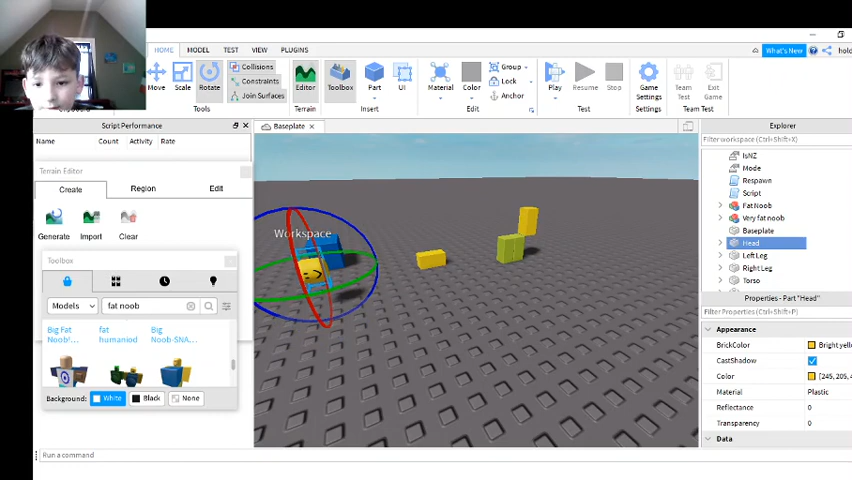 HOME MODEL TEST VIEW PLUGINS What's New
Move Scale Rotate
Collisions
Constraints
Join Surfaces
Tools
Editor
Terrain
Toolbox Part UI
Insert
Material Color
Group
Lock
Anchor
Edit
Play Resume Stop
Test
Game Settings
Settings
Team Test Exit Game
Team Test
Script Performance
Name Count Activity Rate
Terrain Editor
Create Region Edit
Generate Import Clear
Toolbox
Models fat noob
Big Fat Noob!...
fat humaniod
Big Noob-SNA...
Background: White Black None
Baseplate
Workspace
Explorer
Filter workspace (Ctrl+Shift+X)
IsNZ
Mode
Respawn
Script
Fat Noob
Very fat noob
Baseplate
Head
Left Leg
Right Leg
Torso
Properties - Part "Head"
Filter Properties (Ctrl+Shift+P)
Appearance
BrickColor Bright yell
CastShadow
Color [245, 205, 4
Material Plastic
Reflectance 0
Transparency 0
Data
Run a command